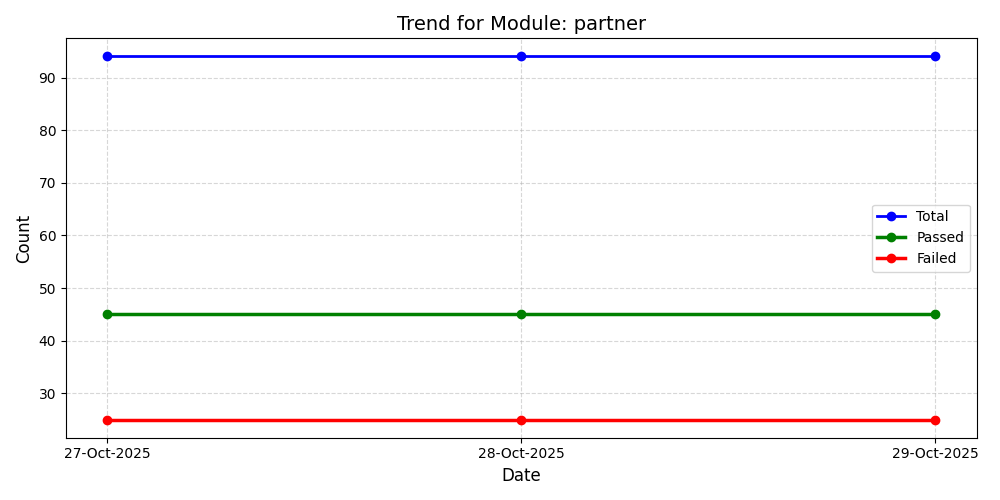 Trend for Module: partner
Count
90
80
70
60
50
40
30
Total
Passed
Failed
27-Oct-2025
28-Oct-2025
29-Oct-2025
Date